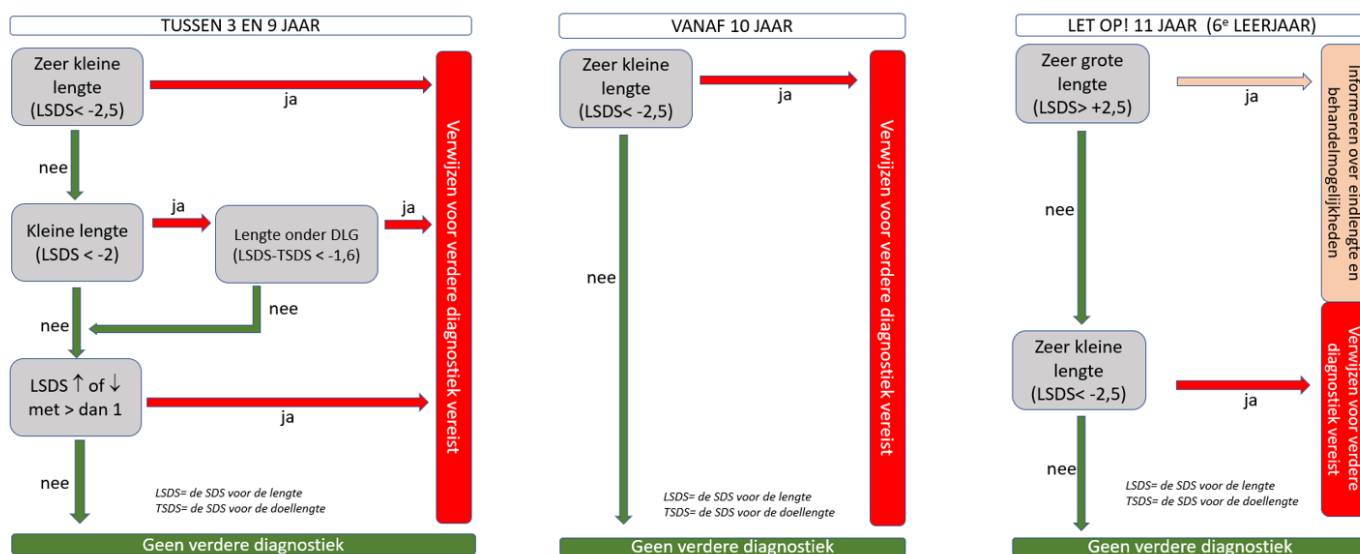 TUSSEN 3 EN 9 JAAR
Zeer kleine
lengte
(LSDS< -2,5)
ja
nee
Kleine lengte
(LSDS < -2)
ja
Lengte onder DLG
(LSDS-TSDS < -1,6)
ja
nee
nee
LSDS ↑ of ↓
met > dan 1
ja
nee
LSDS= de SDS voor de lengte
TSDS= de SDS voor de doellengte
Verwijzen voor verdere diagnostiek vereist
Geen verdere diagnostiek
VANAF 10 JAAR
Zeer kleine
lengte
(LSDS< -2,5)
ja
nee
LSDS= de SDS voor de lengte
TSDS= de SDS voor de doellengte
Verwijzen voor verdere diagnostiek vereist
Geen verdere diagnostiek
LET OP! 11 JAAR (6e LEERJAAR)
Zeer grote
lengte
(LSDS> +2,5)
ja
Informeren over eindlengte en
behandelmogelijkheden
nee
Zeer kleine
lengte
(LSDS< -2,5)
ja
Verwijzen voor verdere
diagnostiek vereist
nee
LSDS= de SDS voor de lengte
TSDS= de SDS voor de doellengte
Geen verdere diagnostiek